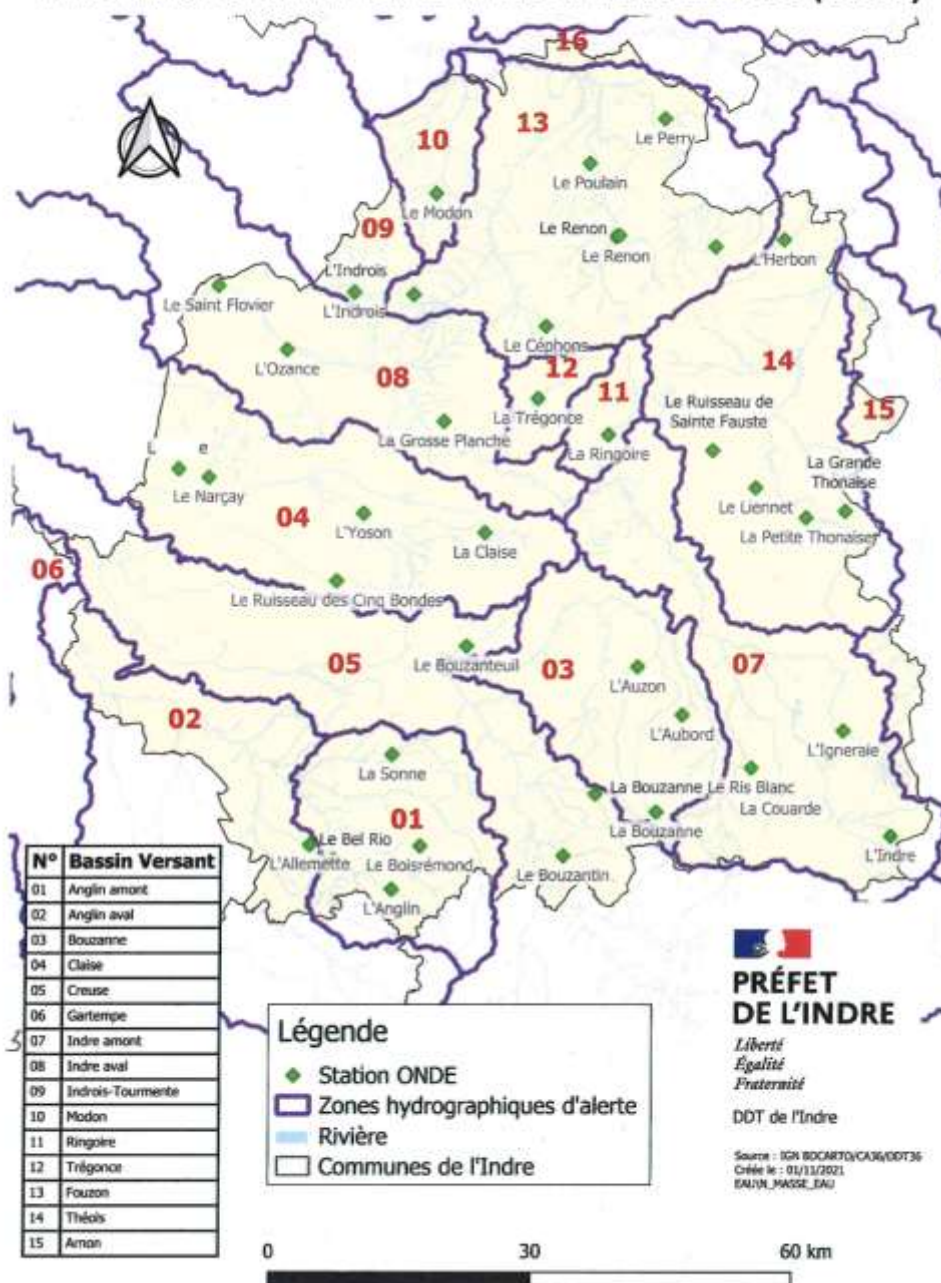 16
10
13
Le Perry
Le Poulain
Le Modon
09
Le Renon
Le Renon
L'Herbon
L'Indrois
Le Saint Flovier
L'Indrois
Le Céphons
L'Ozance
08
12
11
14
La Trégonce
Le Ruisseau de
Sainte Fauste
15
La Grosse Planche
La Ringoire
La Grande
Thonaise
L e
Le Narçay
04
L'Yoson
La Claise
Le Liennet
La Petite Thonaise
06
Le Ruisseau des Cinq Bondes
05
Le Bouzanteuil
03
07
L'Auzon
02
L'Aubord
L'Igneraie
La Sonne
01
La Bouzanne
Le Ris Blanc
La Couarde
La Bouzanne
Le Bel Rio
L'Allemette
Le Boisrémond
Le Bouzantin
L'Indre
L'Anglin
N° Bassin Versant
01 Anglin amont
02 Anglin aval
03 Bouzanne
04 Claise
05 Creuse
06 Gartempe
07 Indre amont
08 Indre aval
09 Indrois-Tourmente
10 Modon
11 Ringoire
12 Trégonce
13 Fouzon
14 Théols
15 Arnon
Légende
Station ONDE
Zones hydrographiques d'alerte
Rivière
Communes de l'Indre
PRÉFET
DE L'INDRE
Liberté
Égalité
Fraternité
DDT de l'Indre
Source : IGN BDCARTO/CA36/DDT36
Créée le : 01/11/2021
EAU\N_MASSE_EAU
0 30 60 km